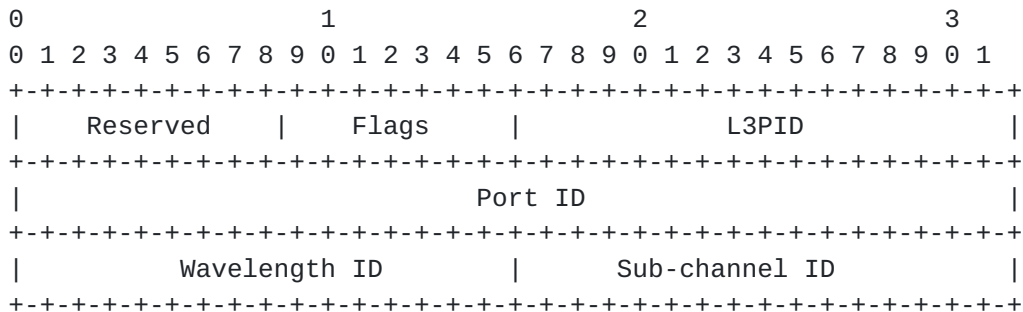 0                   1                   2                   3
0 1 2 3 4 5 6 7 8 9 0 1 2 3 4 5 6 7 8 9 0 1 2 3 4 5 6 7 8 9 0 1
+-+-+-+-+-+-+-+-+-+-+-+-+-+-+-+-+-+-+-+-+-+-+-+-+-+-+-+-+-+-+-+-+
|    Reserved    |    Flags     |             L3PID             |
+-+-+-+-+-+-+-+-+-+-+-+-+-+-+-+-+-+-+-+-+-+-+-+-+-+-+-+-+-+-+-+-+
|                             Port ID                           |
+-+-+-+-+-+-+-+-+-+-+-+-+-+-+-+-+-+-+-+-+-+-+-+-+-+-+-+-+-+-+-+-+
|          Wavelength ID        |      Sub-channel ID           |
+-+-+-+-+-+-+-+-+-+-+-+-+-+-+-+-+-+-+-+-+-+-+-+-+-+-+-+-+-+-+-+-+